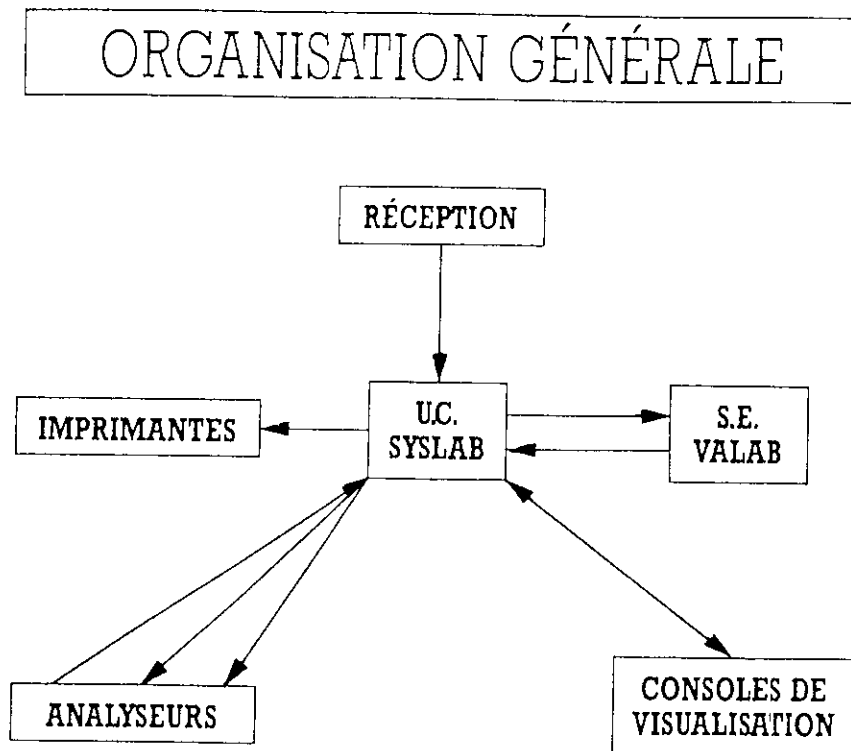 ORGANISATION GÉNÉRALE
RÉCEPTION
IMPRIMANTES
U.C.
SYSLAB
S.E.
VALAB
ANALYSEURS
CONSOLES DE
VISUALISATION